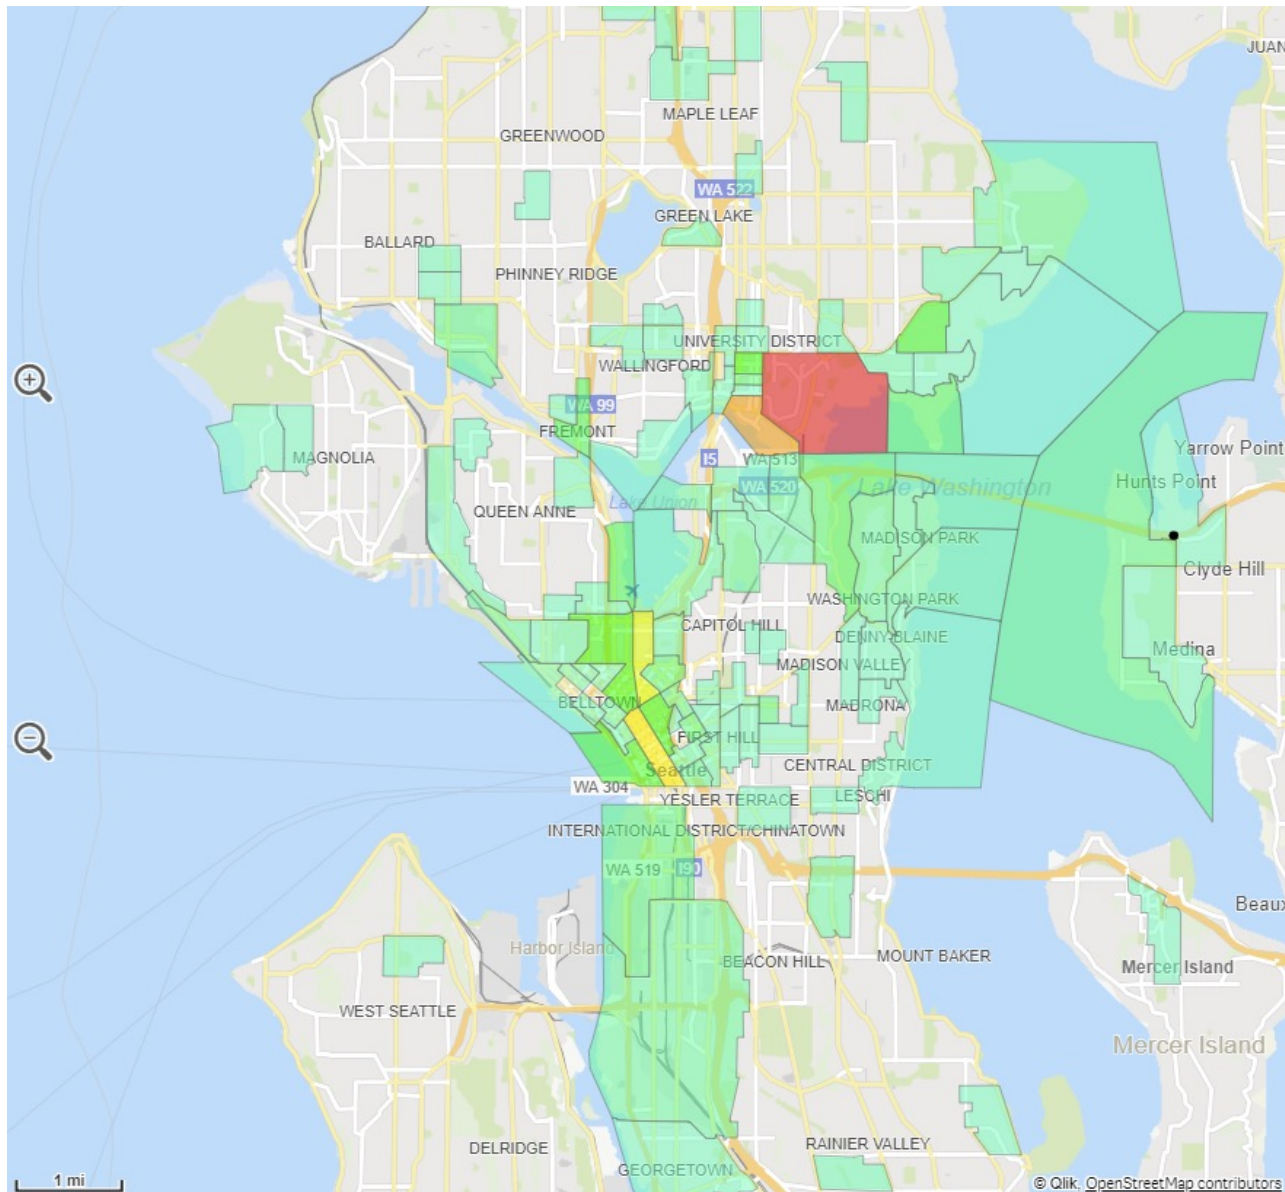 JUAN
MAPLE LEAF
GREENWOOD
WA 522
GREEN LAKE
BALLARD
PHINNEY RIDGE
UNIVERSITY DISTRICT
WALLINGFORD
WA 99
FREMONT
Yarrow Point
MAGNOLIA
I5
WA 513
WA 520
Lake Washington
Hunts Point
Lake Union
QUEEN ANNE
MADISON PARK
Clyde Hill
WASHINGTON PARK
CAPITOL HILL
DENNY-BLAINE
Medina
MADISON VALLEY
BELLTOWN
MADRONA
FIRST HILL
CENTRAL DISTRICT
Seattle
WA 304
YESLER TERRACE
LESCHI
INTERNATIONAL DISTRICT/CHINATOWN
WA 519
I90
Beaux
Harbor Island
BEACON HILL
MOUNT BAKER
Mercer Island
WEST SEATTLE
Mercer Island
DELRIDGE
RAINIER VALLEY
GEORGETOWN
1 mi
© Qlik, OpenStreetMap contributors